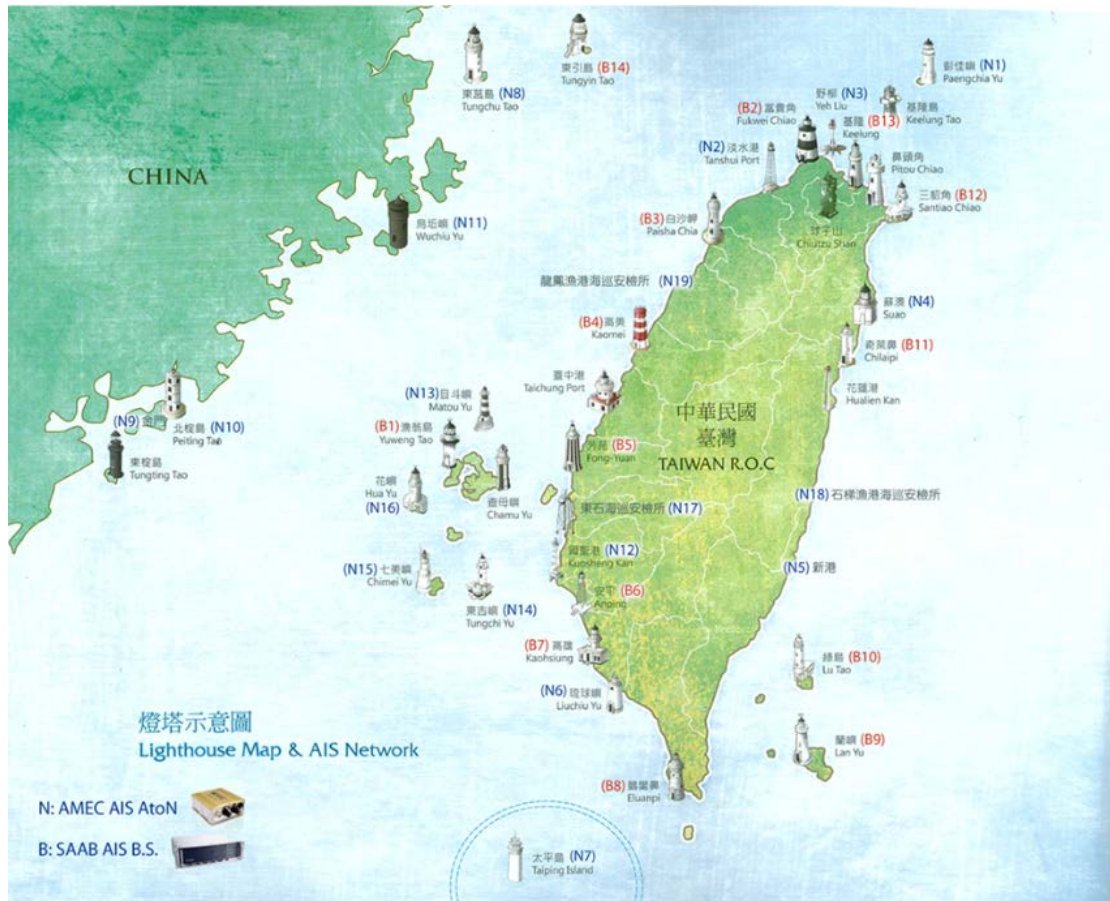 東莒島 (N8)
Tungchu Tao
東引島 (B14)
Tungyin Tao
彭佳嶼 (N1)
Paengchia Yu
野柳 (N3)
Yeh Liu
(B2) 富貴角
Fukwei Chiao
基隆 (B13)
Keelung
基隆島
Keelung Tao
(N2) 淡水港
Tanshui Port
鼻頭角
Pitou Chiao
三貂角 (B12)
Santiao Chiao
CHINA
烏坵嶼 (N11)
Wuchiu Yu
(B3) 白沙岬
Paisha Chia
球子山
Chiutzu Shan
龍鳳漁港海巡安檢所 (N19)
蘇澳 (N4)
Suao
(B4) 高美
Kaomei
奇萊鼻 (B11)
Chilaipi
臺中港
Taichung Port
花蓮港
Hualien Kan
(N13) 目斗嶼
Matou Yu
中華民國
臺灣
TAIWAN R.O.C
(N9) 金門
北椗島 (N10)
Peiting Tao
(B1) 漁翁島
Yuweng Tao
(B5)
Fong-Yuan
東椗島
Tungting Tao
花嶼
Hua Yu
(N16)
查母嶼
Chamu Yu
(N18) 石梯漁港海巡安檢所
東石海巡安檢所 (N17)
國聖港 (N12)
Kuosheng Kan
(N15) 七美嶼
Chimei Yu
(N5) 新港
安平 (B6)
Anping
東吉嶼 (N14)
Tungchi Yu
(B7) 高雄
Kaohsiung
綠島 (B10)
Lu Tao
(N6) 琉球嶼
Liuchiu Yu
燈塔示意圖
Lighthouse Map & AIS Network
蘭嶼 (B9)
Lan Yu
(B8) 鵝鑾鼻
Eluanpi
N: AMEC AIS AtoN
B: SAAB AIS B.S.
太平島 (N7)
Taiping Island